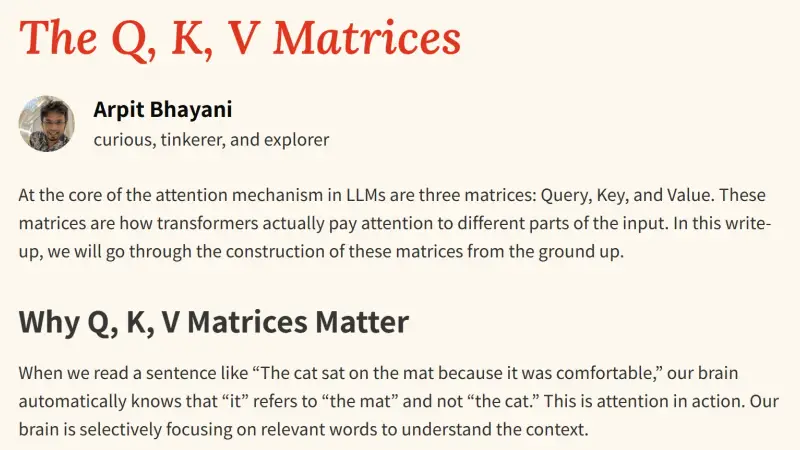 The Q, K, V Matrices
Arpit Bhayani
curious, tinkerer, and explorer
At the core of the attention mechanism in LLMs are three matrices: Query, Key, and Value. These
matrices are how transformers actually pay attention to different parts of the input. In this write-
up, we will go through the construction of these matrices from the ground up.
Why Q, K, V Matrices Matter
When we read a sentence like “The cat sat on the mat because it was comfortable,” our brain
automatically knows that “it” refers to “the mat” and not “the cat.” This is attention in action. Our
brain is selectively focusing on relevant words to understand the context.